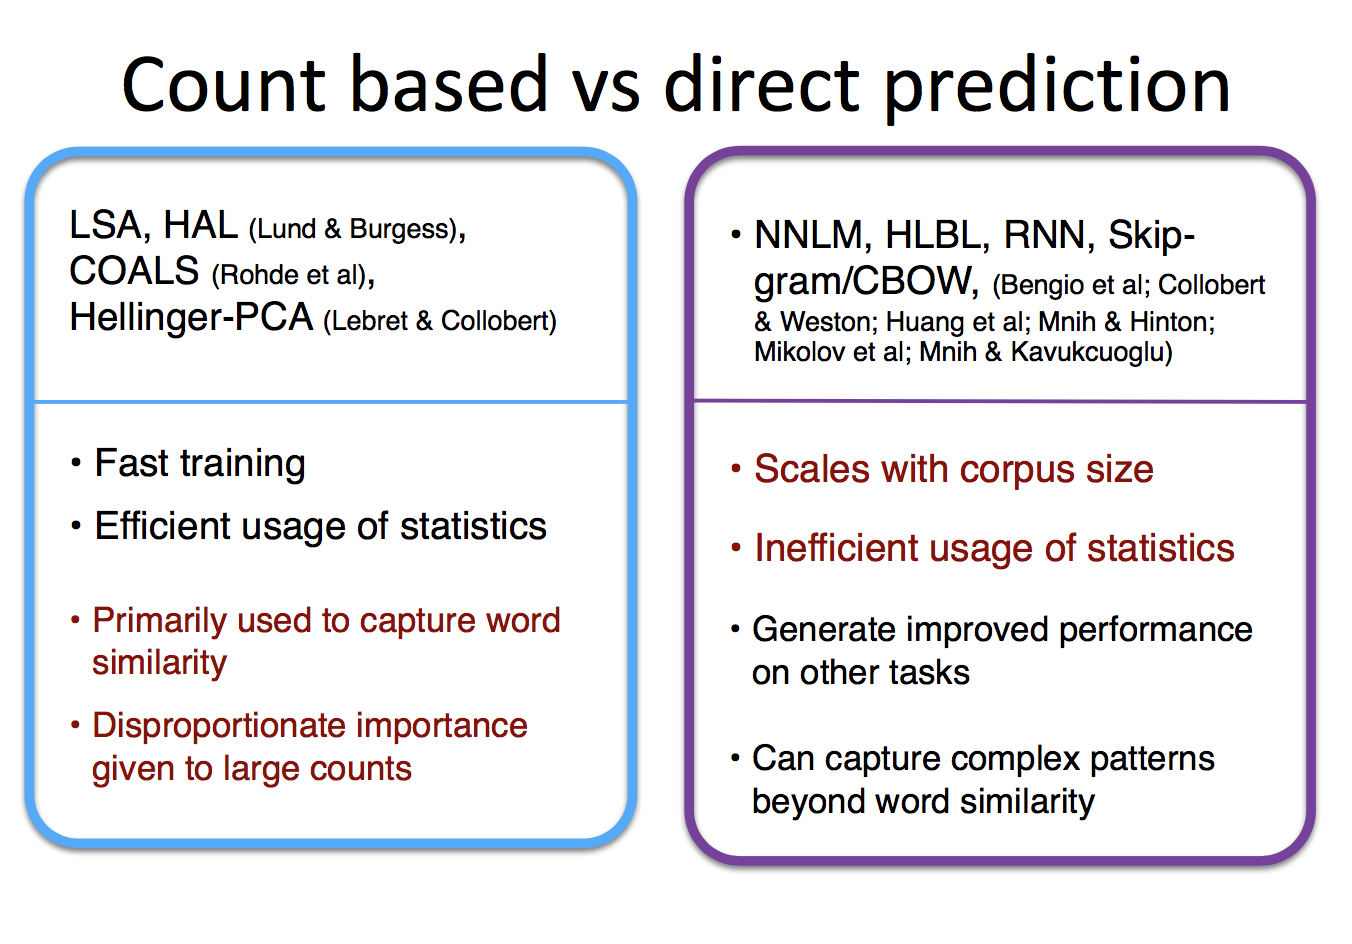 Count based vs direct prediction
LSA, HAL (Lund & Burgess),
COALS (Rohde et al),
Hellinger-PCA (Lebret & Collobert)
• Fast training
• Efficient usage of statistics
• Primarily used to capture word
similarity
• Disproportionate importance
given to large counts
• NNLM, HLBL, RNN, Skip-
gram/CBOW, (Bengio et al; Collobert
& Weston; Huang et al; Mnih & Hinton;
Mikolov et al; Mnih & Kavukcuoglu)
• Scales with corpus size
• Inefficient usage of statistics
• Generate improved performance
on other tasks
• Can capture complex patterns
beyond word similarity